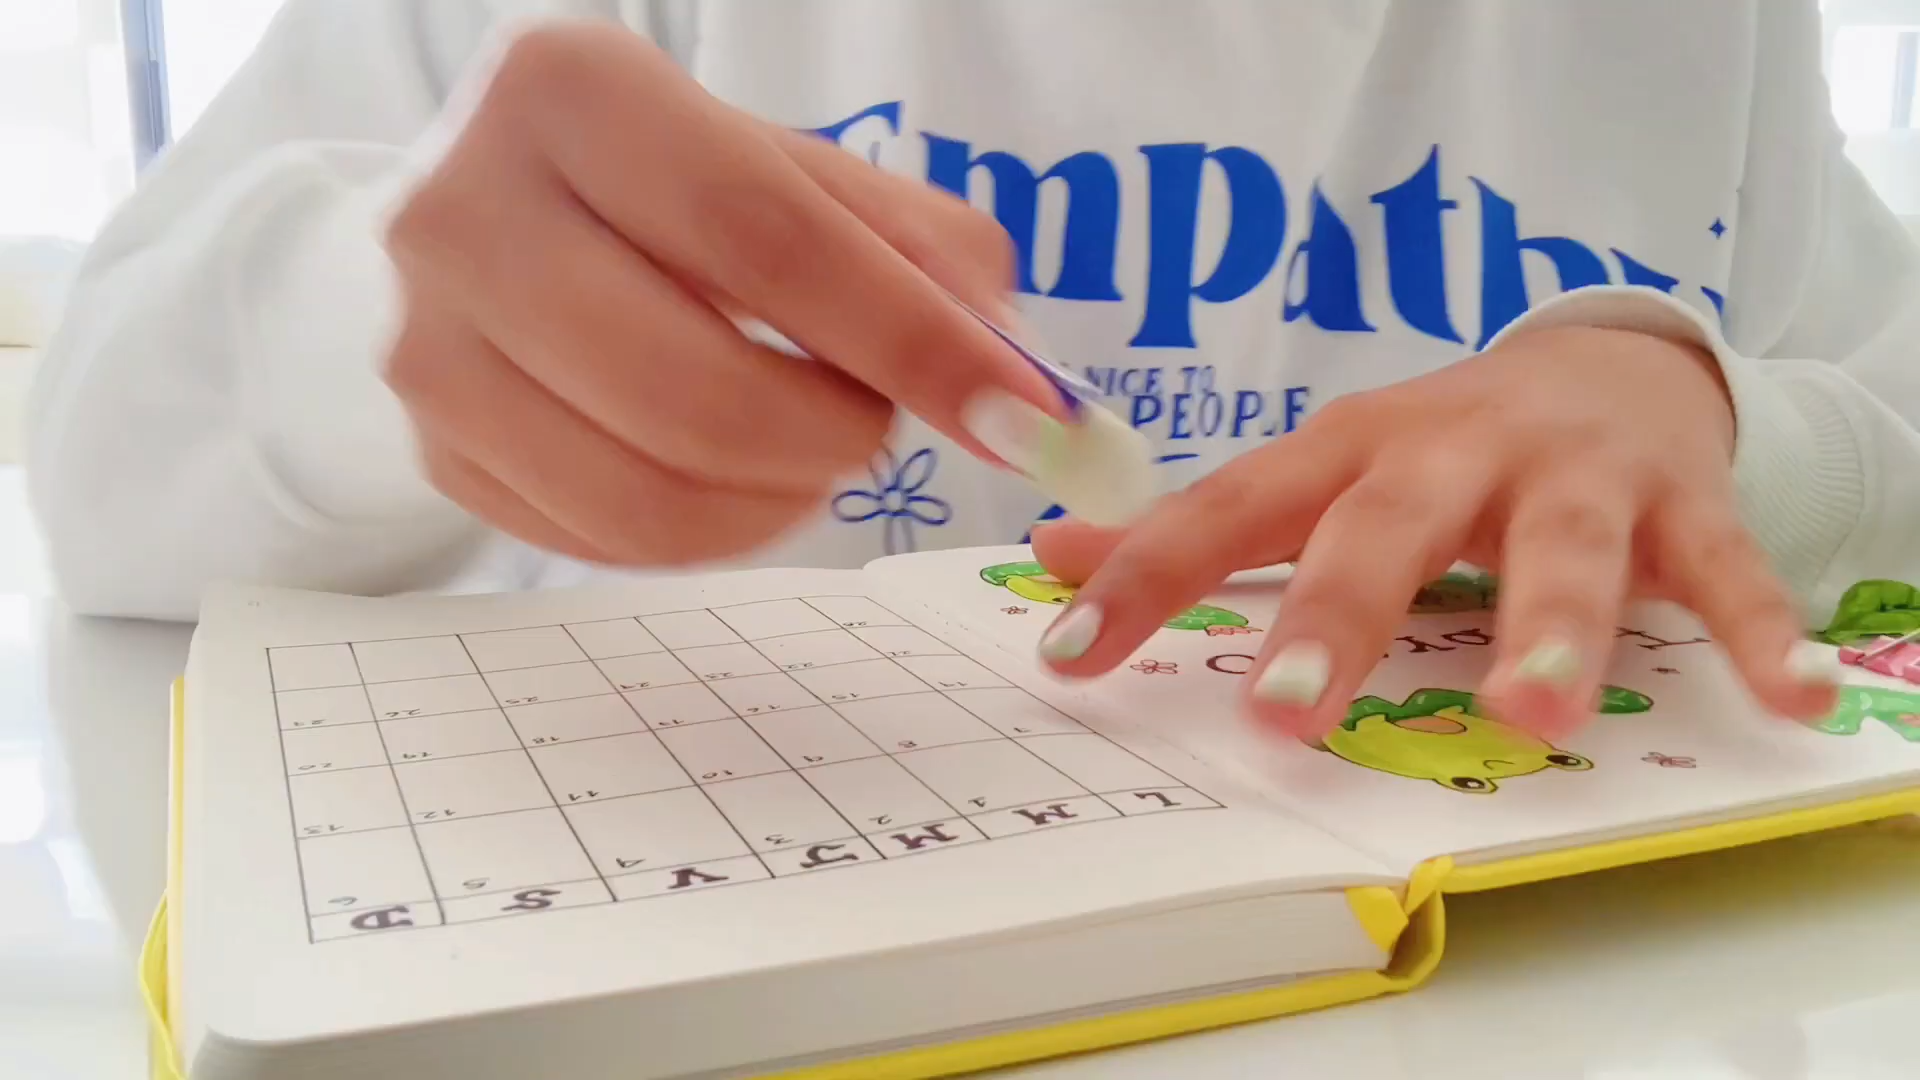 Empathy
NICE TO
PEOPLE
L M M J V S D
1 2 3 4 5 6
7 8 9 10 11 12 13
14 15 16 17 18 19 20
21 22 23 24 25 26 27
28